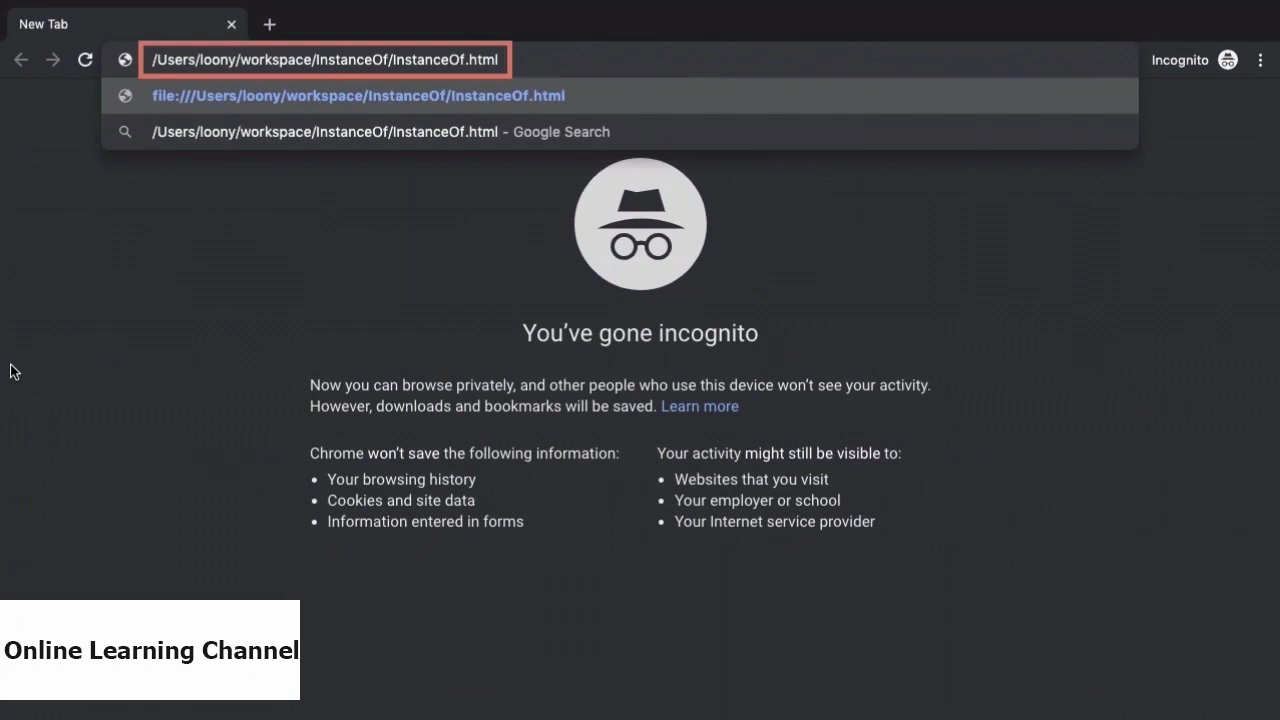 New Tab
/Users/loony/workspace/InstanceOf/InstanceOf.html
Incognito
file:///Users/loony/workspace/InstanceOf/InstanceOf.html
/Users/loony/workspace/InstanceOf/InstanceOf.html - Google Search
You’ve gone incognito
Now you can browse privately, and other people who use this device won’t see your activity.
However, downloads and bookmarks will be saved. Learn more
Chrome won’t save the following information:
• Your browsing history
• Cookies and site data
• Information entered in forms
Your activity might still be visible to:
• Websites that you visit
• Your employer or school
• Your Internet service provider
Online Learning Channel